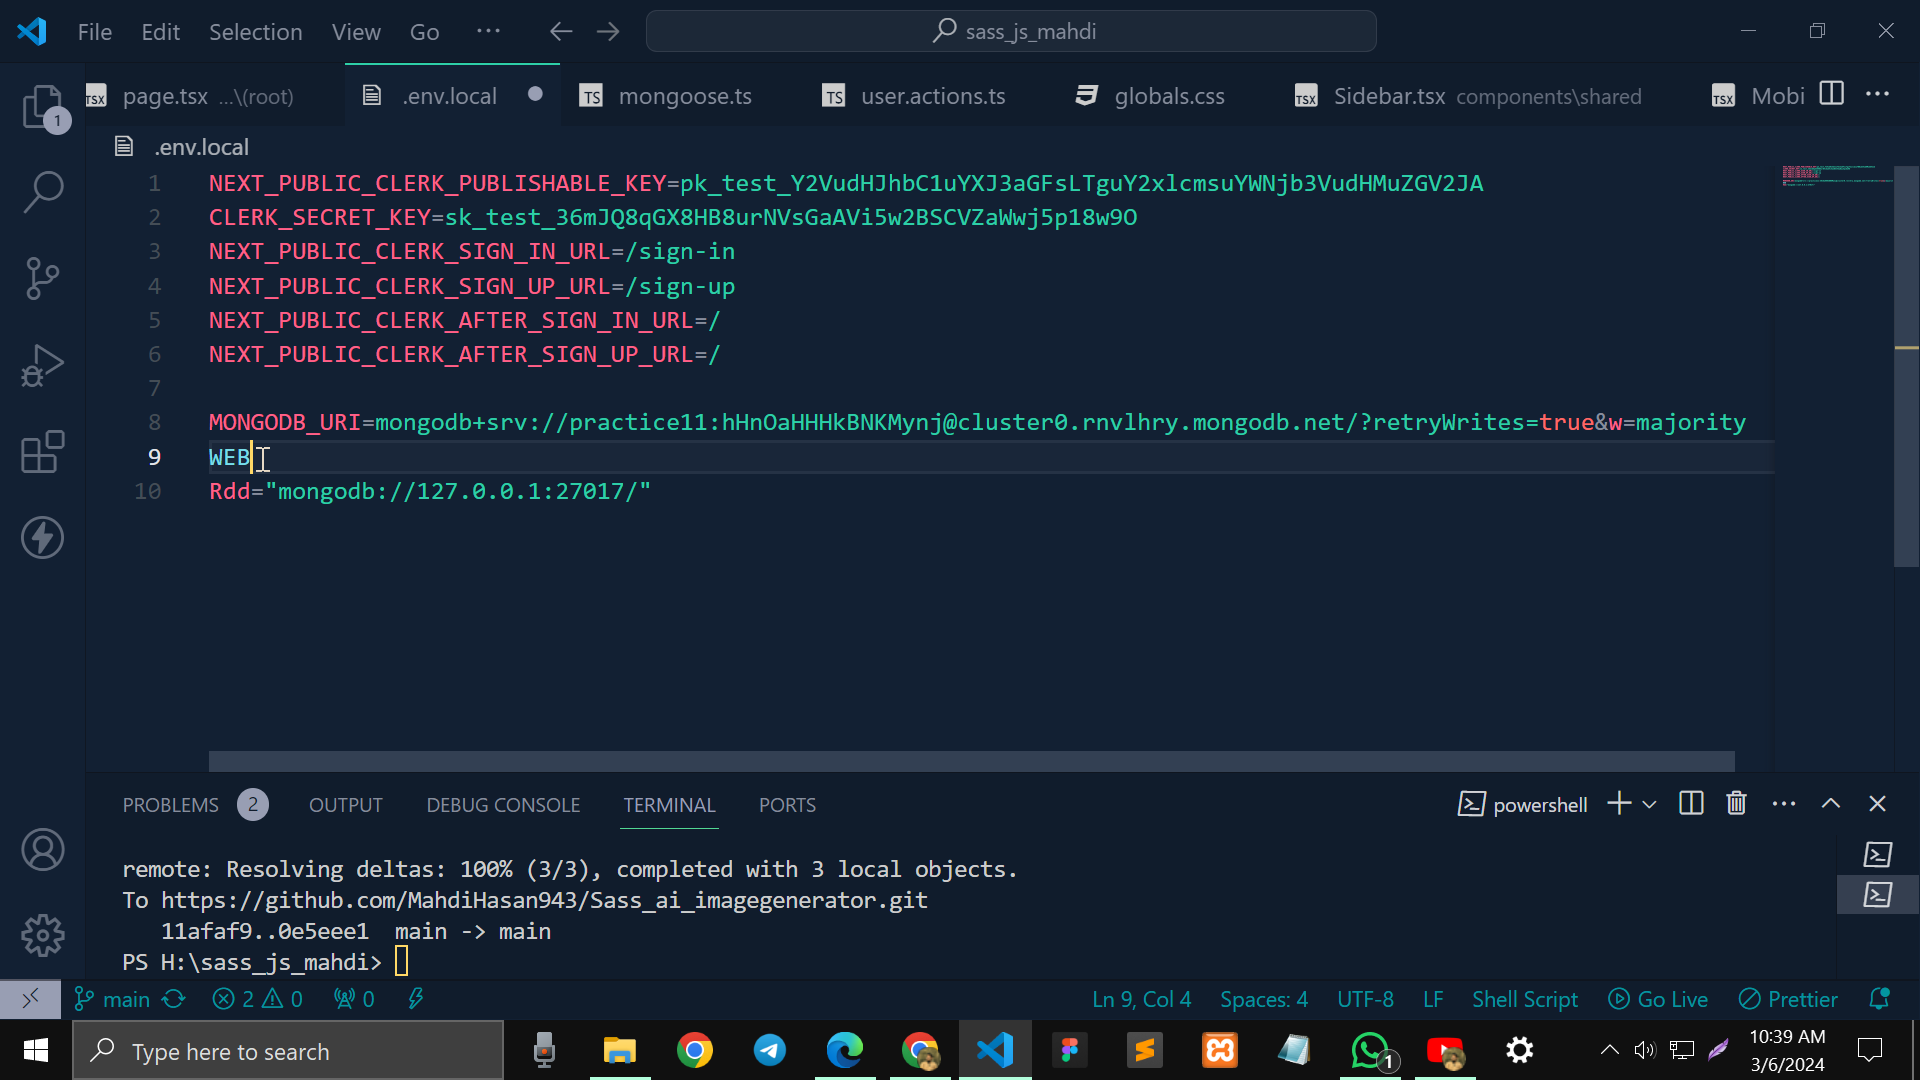 File Edit Selection View Go ... sass_js_mahdi
page.tsx ...\(root) .env.local mongoose.ts user.actions.ts globals.css Sidebar.tsx components\shared Mobi
.env.local
1 NEXT_PUBLIC_CLERK_PUBLISHABLE_KEY=pk_test_Y2VudHJhbC1uYXJ3aGFsLTguY2xlcmsuYWNjb3VudHMuZGV2JA
2 CLERK_SECRET_KEY=sk_test_36mJQ8qGX8HB8urNVsGaAVi5w2BSCVZaWwj5p18w9O
3 NEXT_PUBLIC_CLERK_SIGN_IN_URL=/sign-in
4 NEXT_PUBLIC_CLERK_SIGN_UP_URL=/sign-up
5 NEXT_PUBLIC_CLERK_AFTER_SIGN_IN_URL=/
6 NEXT_PUBLIC_CLERK_AFTER_SIGN_UP_URL=/
7
8 MONGODB_URI=mongodb+srv://practice11:hHnOaHHHkBNKMynj@cluster0.rnvlhry.mongodb.net/?retryWrites=true&w=majority
9 WEB
10 Rdd="mongodb://127.0.0.1:27017/"
PROBLEMS 2 OUTPUT DEBUG CONSOLE TERMINAL PORTS powershell
remote: Resolving deltas: 100% (3/3), completed with 3 local objects.
To https://github.com/MahdiHasan943/Sass_ai_imagegenerator.git
11afaf9..0e5eee1 main -> main
PS H:\sass_js_mahdi>
main 2 0 0 Ln 9, Col 4 Spaces: 4 UTF-8 LF Shell Script Go Live Prettier
Type here to search 1 10:39 AM
3/6/2024